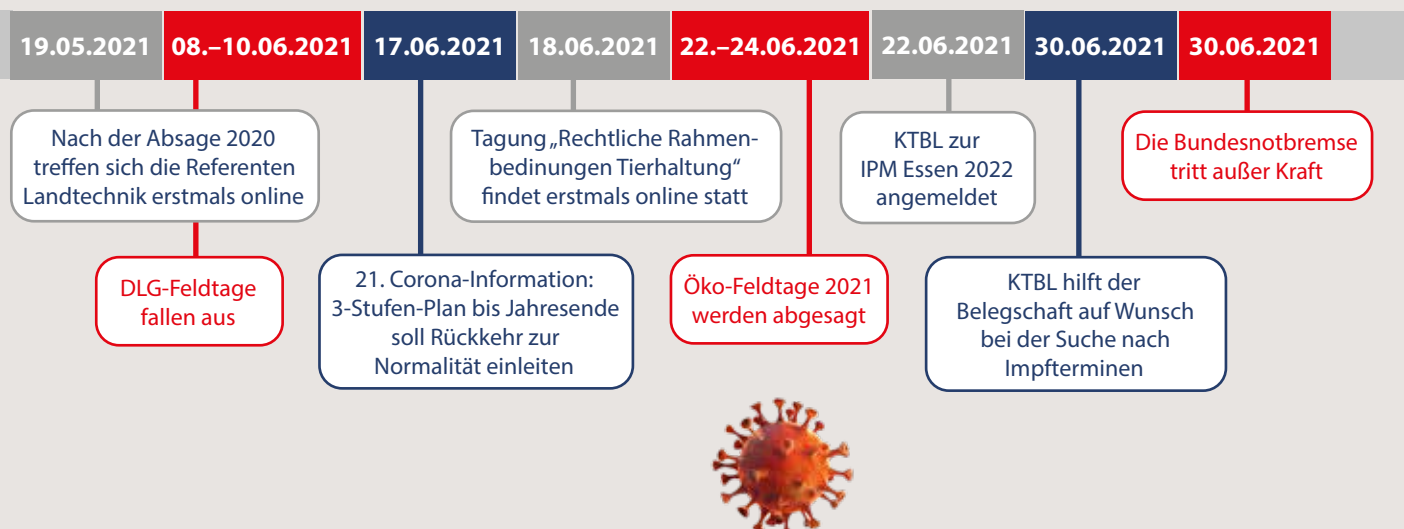 19.05.2021
08.–10.06.2021
17.06.2021
18.06.2021
22.–24.06.2021
22.06.2021
30.06.2021
30.06.2021
Nach der Absage 2020
treffen sich die Referenten
Landtechnik erstmals online
DLG-Feldtage
fallen aus
21. Corona-Information:
3-Stufen-Plan bis Jahresende
soll Rückkehr zur
Normalität einleiten
Tagung „Rechtliche Rahmen-
bedinungen Tierhaltung“
findet erstmals online statt
Öko-Feldtage 2021
werden abgesagt
KTBL zur
IPM Essen 2022
angemeldet
KTBL hilft der
Belegschaft auf Wunsch
bei der Suche nach
Impfterminen
Die Bundesnotbremse
tritt außer Kraft